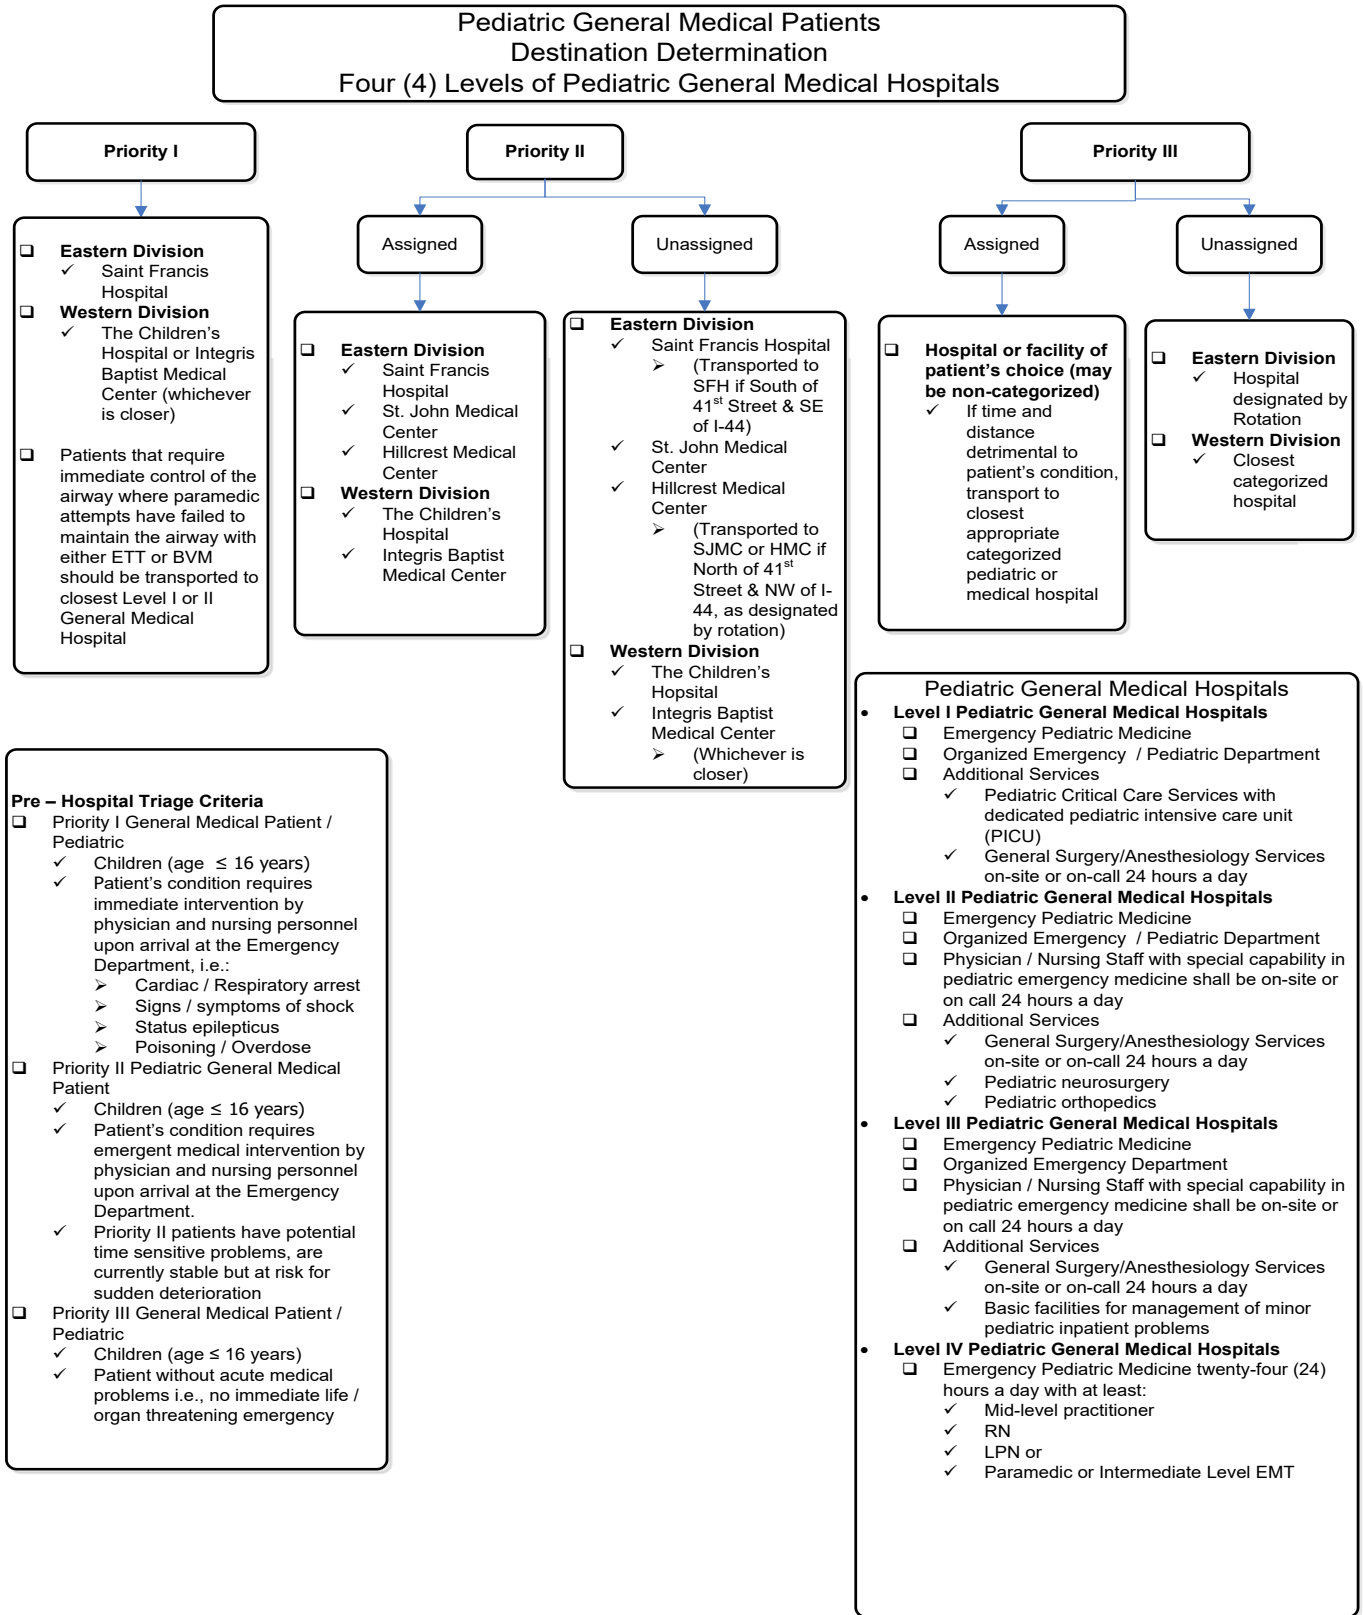 Pediatric General Medical Patients
Destination Determination
Four (4) Levels of Pediatric General Medical Hospitals
Priority I
❑ Eastern Division
✓ Saint Francis
Hospital
❑ Western Division
✓ The Children's
Hospital or Integris
Baptist Medical
Center (whichever
is closer)
❑ Patients that require
immediate control of the
airway where paramedic
attempts have failed to
maintain the airway with
either ETT or BVM
should be transported to
closest Level I or II
General Medical
Hospital
Priority II
Assigned
❑ Eastern Division
✓ Saint Francis
Hospital
✓ St. John Medical
Center
✓ Hillcrest Medical
Center
❑ Western Division
✓ The Children's
Hospital
✓ Integris Baptist
Medical Center
Unassigned
❑ Eastern Division
✓ Saint Francis Hospital
➢ (Transported to
SFH if South of
41st Street & SE
of I-44)
✓ St. John Medical
Center
✓ Hillcrest Medical
Center
➢ (Transported to
SJMC or HMC if
North of 41st
Street & NW of I-
44, as designated
by rotation)
❑ Western Division
✓ The Children's
Hopsital
✓ Integris Baptist
Medical Center
➢ (Whichever is
closer)
Priority III
Assigned
❑ Hospital or facility of
patient's choice (may
be non-categorized)
✓ If time and
distance
detrimental to
patient's condition,
transport to
closest
appropriate
categorized
pediatric or
medical hospital
Unassigned
❑ Eastern Division
✓ Hospital
designated by
Rotation
❑ Western Division
✓ Closest
categorized
hospital
Pre – Hospital Triage Criteria
❑ Priority I General Medical Patient /
Pediatric
✓ Children (age ≤ 16 years)
✓ Patient's condition requires
immediate intervention by
physician and nursing personnel
upon arrival at the Emergency
Department, i.e.:
➢ Cardiac / Respiratory arrest
➢ Signs / symptoms of shock
➢ Status epilepticus
➢ Poisoning / Overdose
❑ Priority II Pediatric General Medical
Patient
✓ Children (age ≤ 16 years)
✓ Patient's condition requires
emergent medical intervention by
physician and nursing personnel
upon arrival at the Emergency
Department.
✓ Priority II patients have potential
time sensitive problems, are
currently stable but at risk for
sudden deterioration
❑ Priority III General Medical Patient /
Pediatric
✓ Children (age ≤ 16 years)
✓ Patient without acute medical
problems i.e., no immediate life /
organ threatening emergency
Pediatric General Medical Hospitals
• Level I Pediatric General Medical Hospitals
❑ Emergency Pediatric Medicine
❑ Organized Emergency / Pediatric Department
❑ Additional Services
✓ Pediatric Critical Care Services with
dedicated pediatric intensive care unit
(PICU)
✓ General Surgery/Anesthesiology Services
on-site or on-call 24 hours a day
• Level II Pediatric General Medical Hospitals
❑ Emergency Pediatric Medicine
❑ Organized Emergency / Pediatric Department
❑ Physician / Nursing Staff with special capability in
pediatric emergency medicine shall be on-site or
on call 24 hours a day
❑ Additional Services
✓ General Surgery/Anesthesiology Services
on-site or on-call 24 hours a day
✓ Pediatric neurosurgery
✓ Pediatric orthopedics
• Level III Pediatric General Medical Hospitals
❑ Emergency Pediatric Medicine
❑ Organized Emergency Department
❑ Physician / Nursing Staff with special capability in
pediatric emergency medicine shall be on-site or
on call 24 hours a day
❑ Additional Services
✓ General Surgery/Anesthesiology Services
on-site or on-call 24 hours a day
✓ Basic facilities for management of minor
pediatric inpatient problems
• Level IV Pediatric General Medical Hospitals
❑ Emergency Pediatric Medicine twenty-four (24)
hours a day with at least:
✓ Mid-level practitioner
✓ RN
✓ LPN or
✓ Paramedic or Intermediate Level EMT